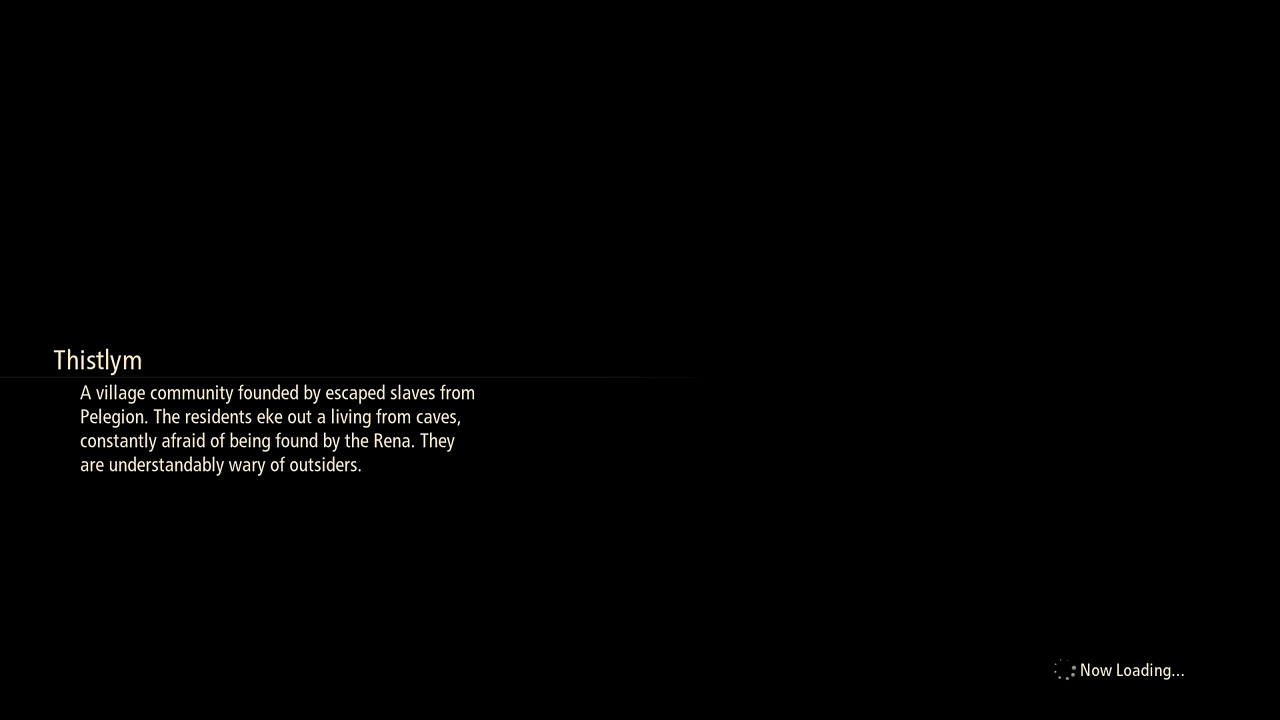 Thistlym
A village community founded by escaped slaves from
Pelegion. The residents eke out a living from caves,
constantly afraid of being found by the Rena. They
are understandably wary of outsiders.
Now Loading...